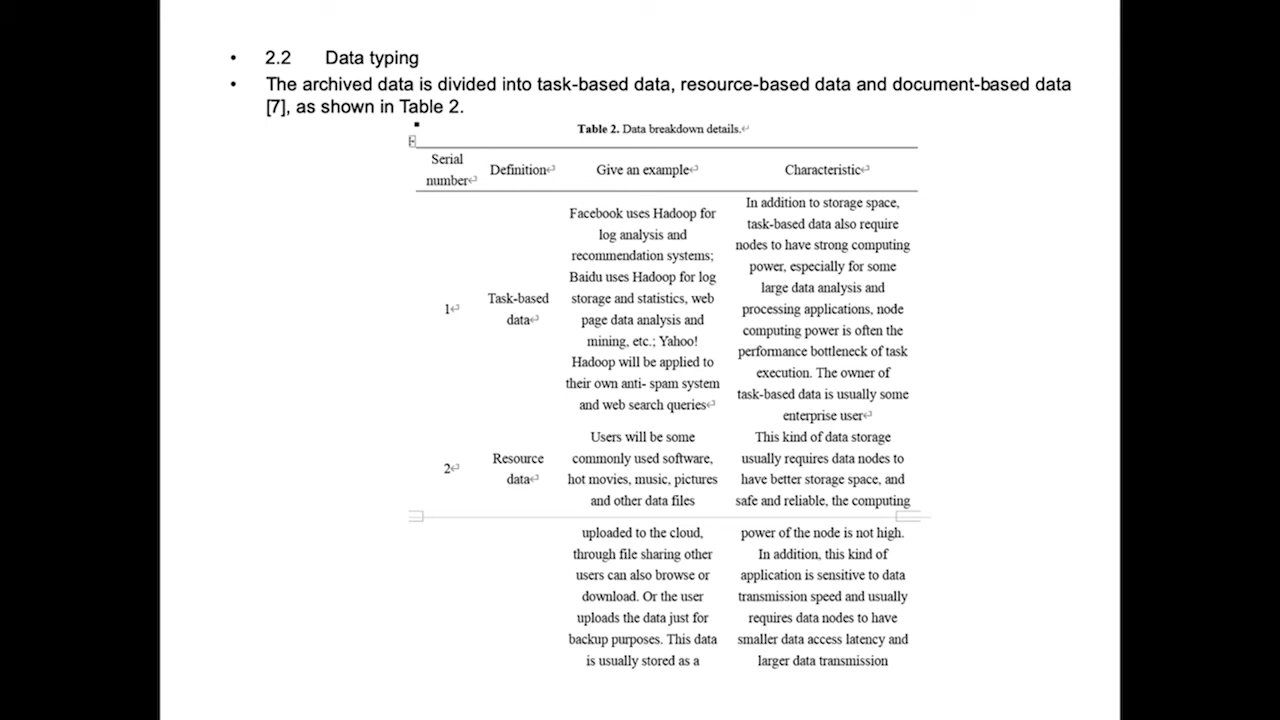 • 2.2 Data typing
• The archived data is divided into task-based data, resource-based data and document-based data
[7], as shown in Table 2.
Table 2. Data breakdown details.
Serial
number
Definition
Give an example
Characteristic
1
Task-based
data
Facebook uses Hadoop for
log analysis and
recommendation systems;
Baidu uses Hadoop for log
storage and statistics, web
page data analysis and
mining, etc.; Yahoo!
Hadoop will be applied to
their own anti- spam system
and web search queries
In addition to storage space,
task-based data also require
nodes to have strong computing
power, especially for some
large data analysis and
processing applications, node
computing power is often the
performance bottleneck of task
execution. The owner of
task-based data is usually some
enterprise user
2
Resource
data
Users will be some
commonly used software,
hot movies, music, pictures
and other data files
uploaded to the cloud,
through file sharing other
users can also browse or
download. Or the user
uploads the data just for
backup purposes. This data
is usually stored as a
This kind of data storage
usually requires data nodes to
have better storage space, and
safe and reliable, the computing
power of the node is not high.
In addition, this kind of
application is sensitive to data
transmission speed and usually
requires data nodes to have
smaller data access latency and
larger data transmission